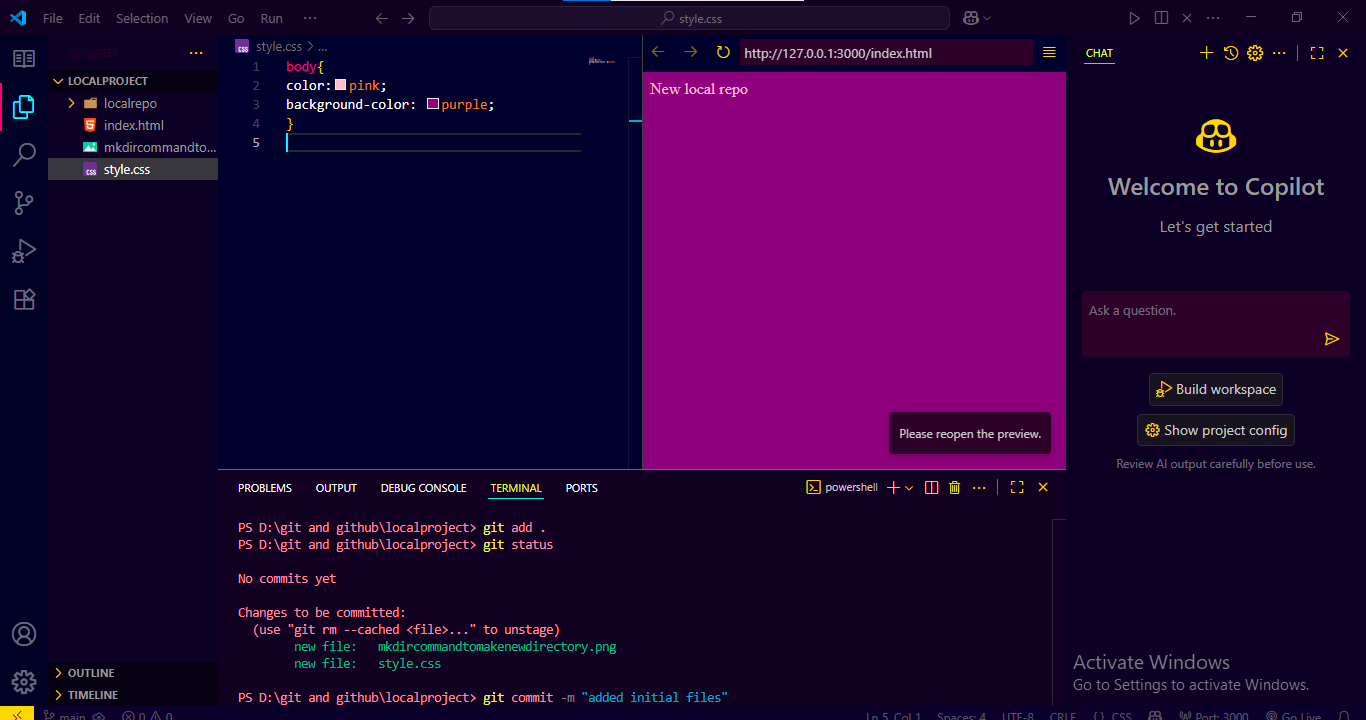 File Edit Selection View Go Run ··· style.css
EXPLORER ···
LOCALPROJECT
localrepo
index.html
mkdircommandto...
style.css
OUTLINE
TIMELINE
style.css > ...
1 body{
2 color: pink;
3 background-color: purple;
4 }
5
http://127.0.0.1:3000/index.html
New local repo
Please reopen the preview.
CHAT
Welcome to Copilot
Let's get started
Ask a question.
Build workspace
Show project config
Review AI output carefully before use.
PROBLEMS OUTPUT DEBUG CONSOLE TERMINAL PORTS powershell
PS D:\git and github\localproject> git add .
PS D:\git and github\localproject> git status
No commits yet
Changes to be committed:
(use "git rm --cached <file>..." to unstage)
new file: mkdircommandtomakenewdirectory.png
new file: style.css
PS D:\git and github\localproject> git commit -m "added initial files"
Activate Windows
Go to Settings to activate Windows.
main 0 0 Ln 5, Col 1 Spaces: 4 UTF-8 CRLF {} CSS Port: 3000 Go Live